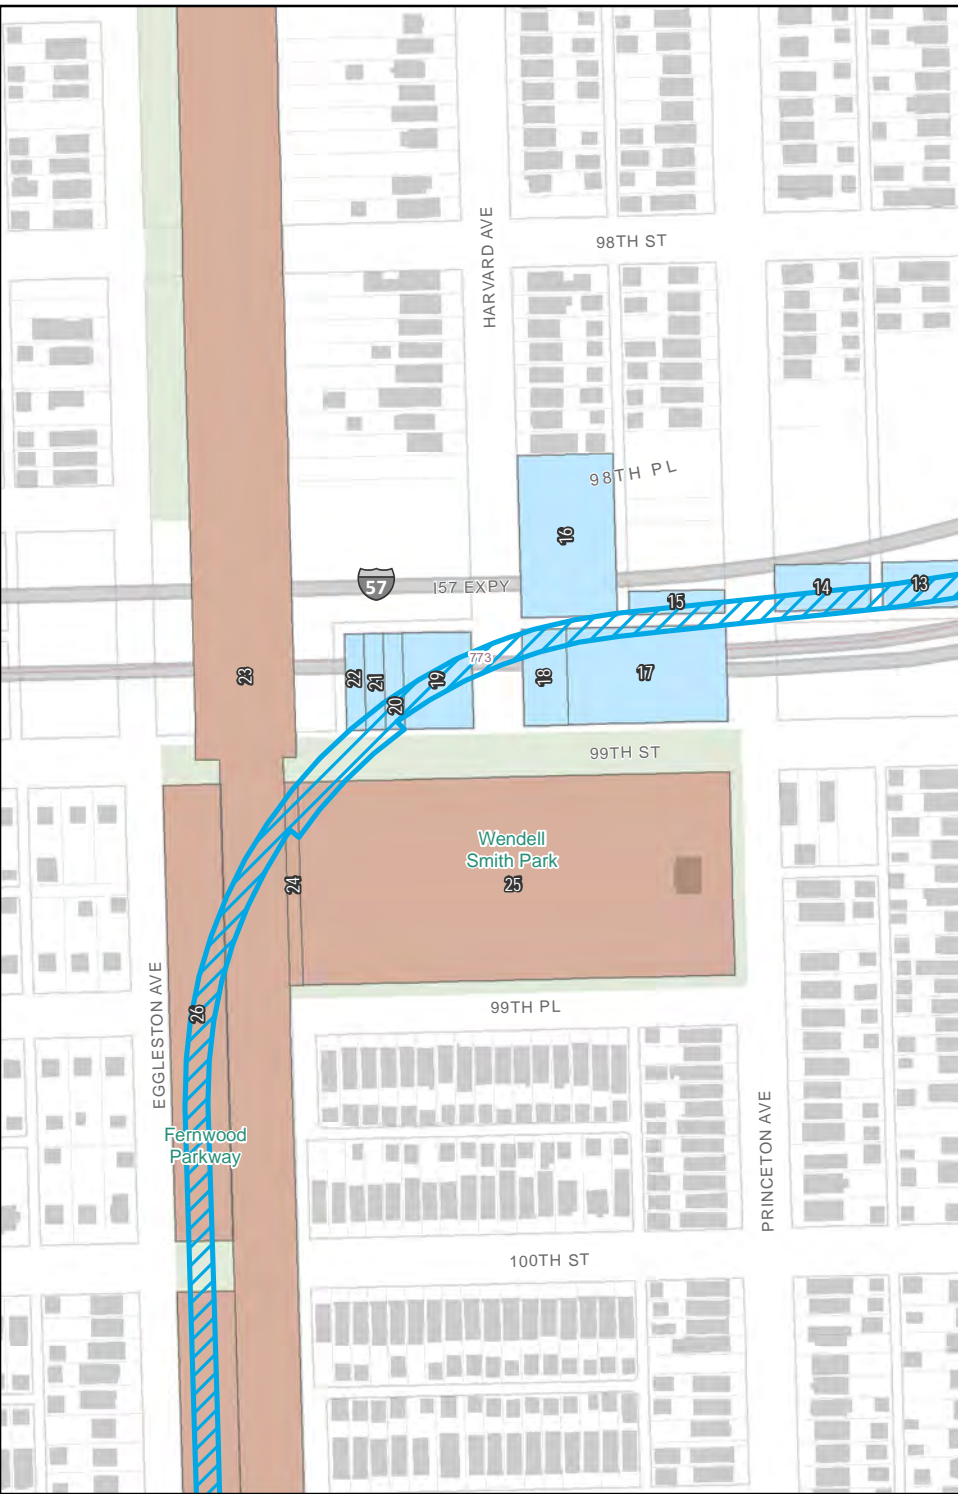 HARVARD AVE
98TH ST
98TH PL
16
57
I57 EXPY
15
14
13
23
22
21
20
19
773
18
17
99TH ST
Wendell
Smith Park
24
25
EGGLESTON AVE
26
99TH PL
Fernwood
Parkway
PRINCETON AVE
100TH ST